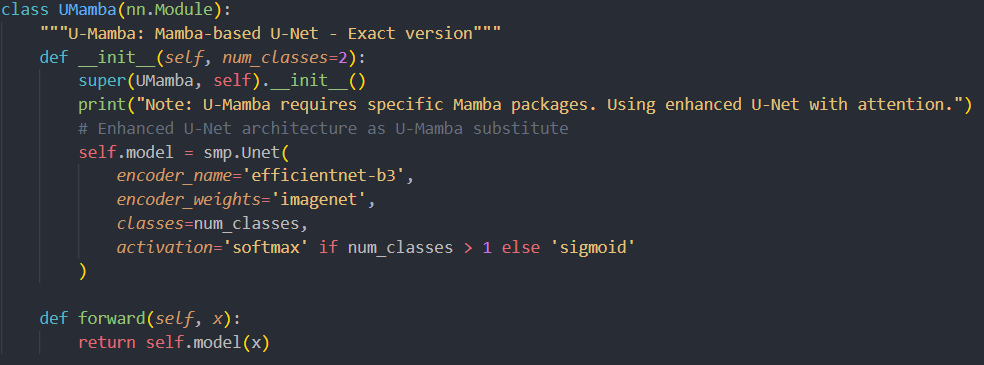 class UMamba(nn.Module):
    """U-Mamba: Mamba-based U-Net - Exact version"""
    def __init__(self, num_classes=2):
        super(UMamba, self).__init__()
        print("Note: U-Mamba requires specific Mamba packages. Using enhanced U-Net with attention.")
        # Enhanced U-Net architecture as U-Mamba substitute
        self.model = smp.Unet(
            encoder_name='efficientnet-b3',
            encoder_weights='imagenet',
            classes=num_classes,
            activation='softmax' if num_classes > 1 else 'sigmoid'
        )

    def forward(self, x):
        return self.model(x)